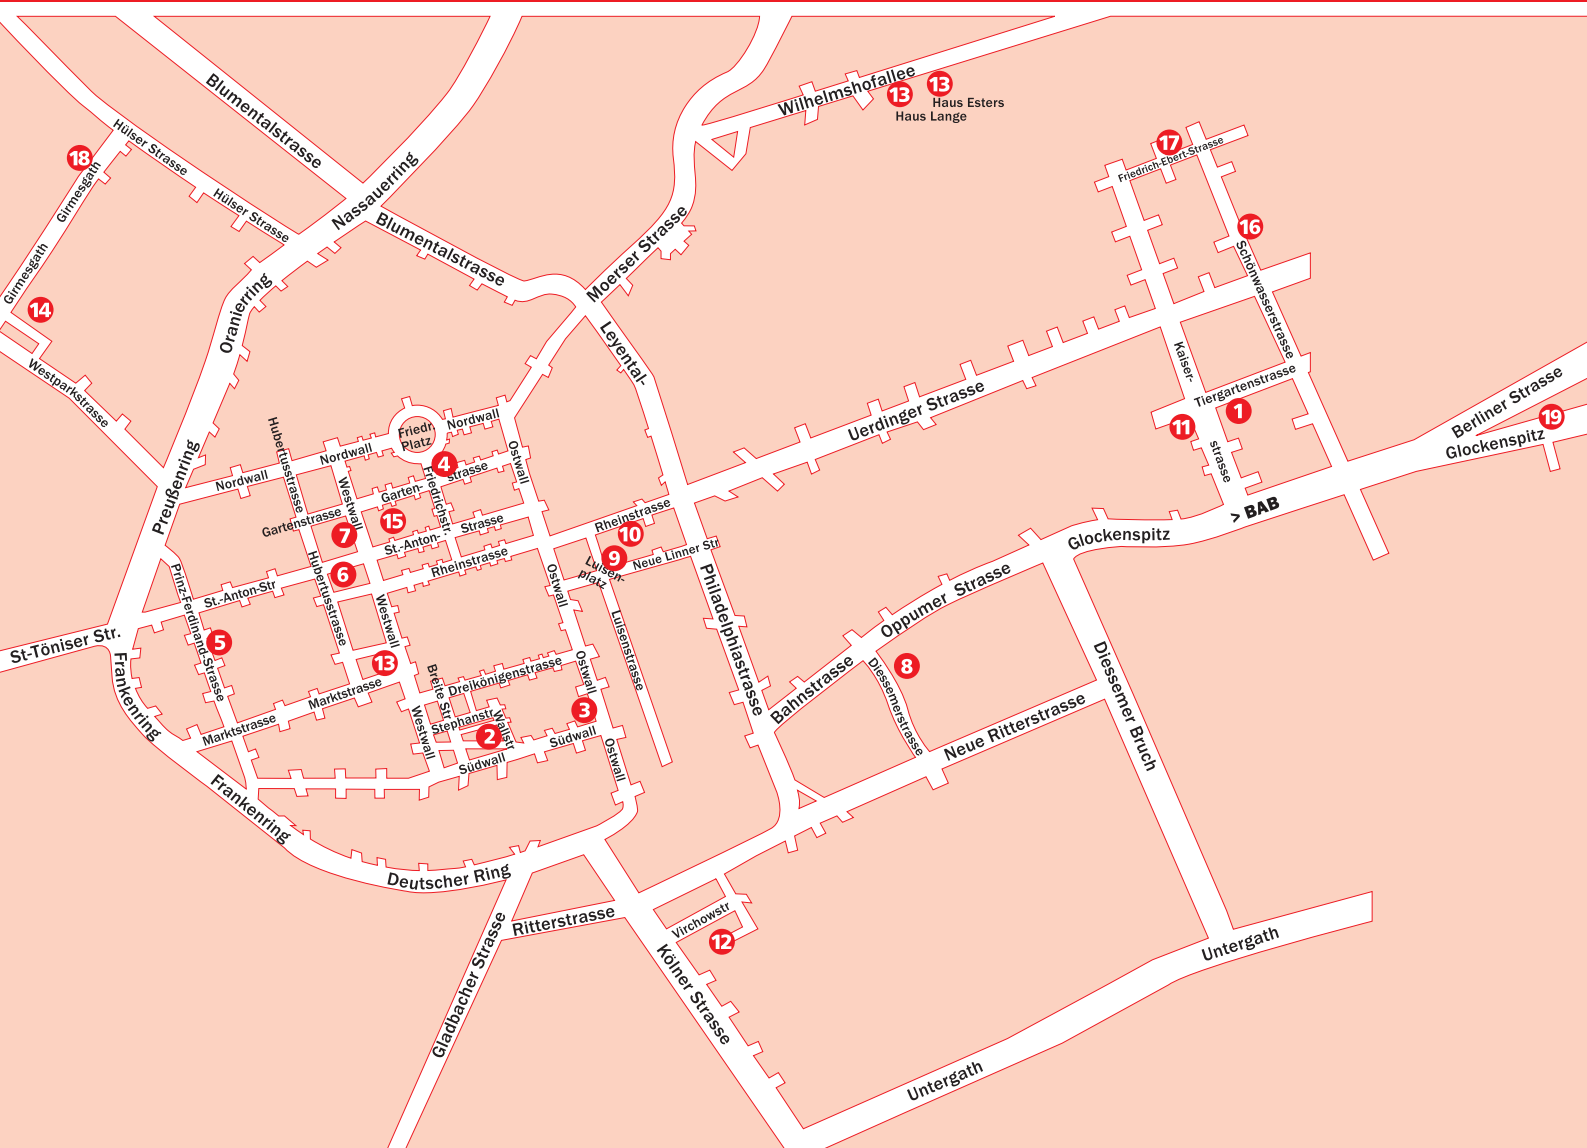 Blumentalstrasse
Wilhelmshofallee
13
13
Haus Esters
Haus Lange
Hülser Strasse
18
Girmesgath
17
Friedrich-Ebert-Strasse
Nassauerring
Hülser Strasse
Blumentalstrasse
Moerser Strasse
16
Schönwasserstrasse
Girmesgath
14
Oranierring
Leyental-
Westparkstrasse
Kaiser-
Tiergartenstrasse
1
11
strasse
Uerdinger Strasse
Berliner Strasse
19
Glockenspitz
Friedr.
Platz
Nordwall
Nordwall
Nordwall
Hubertusstrasse
4
Garten-
strasse
Ostwall
Preußenring
Westwall
Friedrichstr.
Gartenstrasse
15
7
St.-Anton-
Strasse
Rheinstrasse
10
> BAB
Glockenspitz
Rheinstrasse
9
Luisen-
platz
Neue Linner Str
6
Hubertusstrasse
Prinz-Ferdinand-Strasse
St.-Anton-Str
Ostwall
Westwall
Philadelphiastrasse
Oppumer Strasse
St-Töniser Str.
5
Luisenstrasse
13
Frankenring
Breite Str
Dreikönigenstrasse
Ostwall
8
Bahnstrasse
Diessemerstrasse
Diessemer Bruch
Marktstrasse
Marktstrasse
Westwall
Stephanstr
Wallstr
2
3
Südwall
Südwall
Ostwall
Neue Ritterstrasse
Frankenring
Deutscher Ring
Ritterstrasse
Virchowstr
12
Gladbacher Strasse
Kölner Strasse
Untergath
Untergath